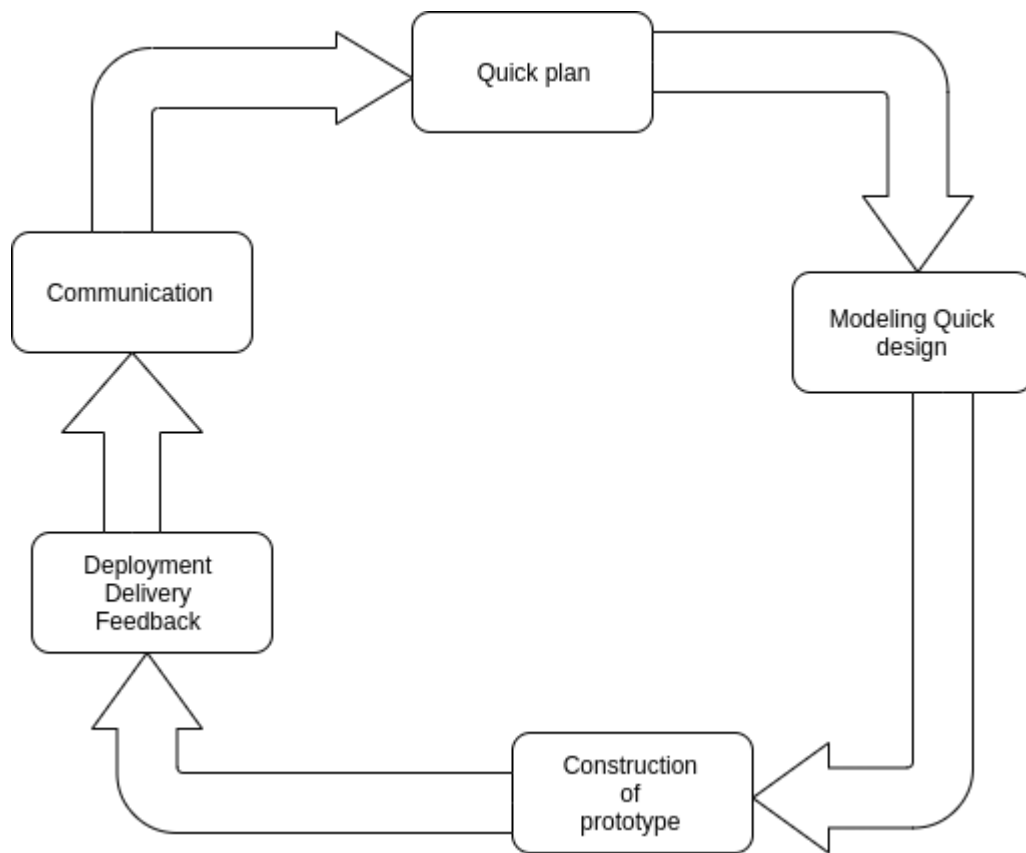 Quick plan
Communication
Modeling Quick
design
Deployment
Delivery
Feedback
Construction
of
prototype